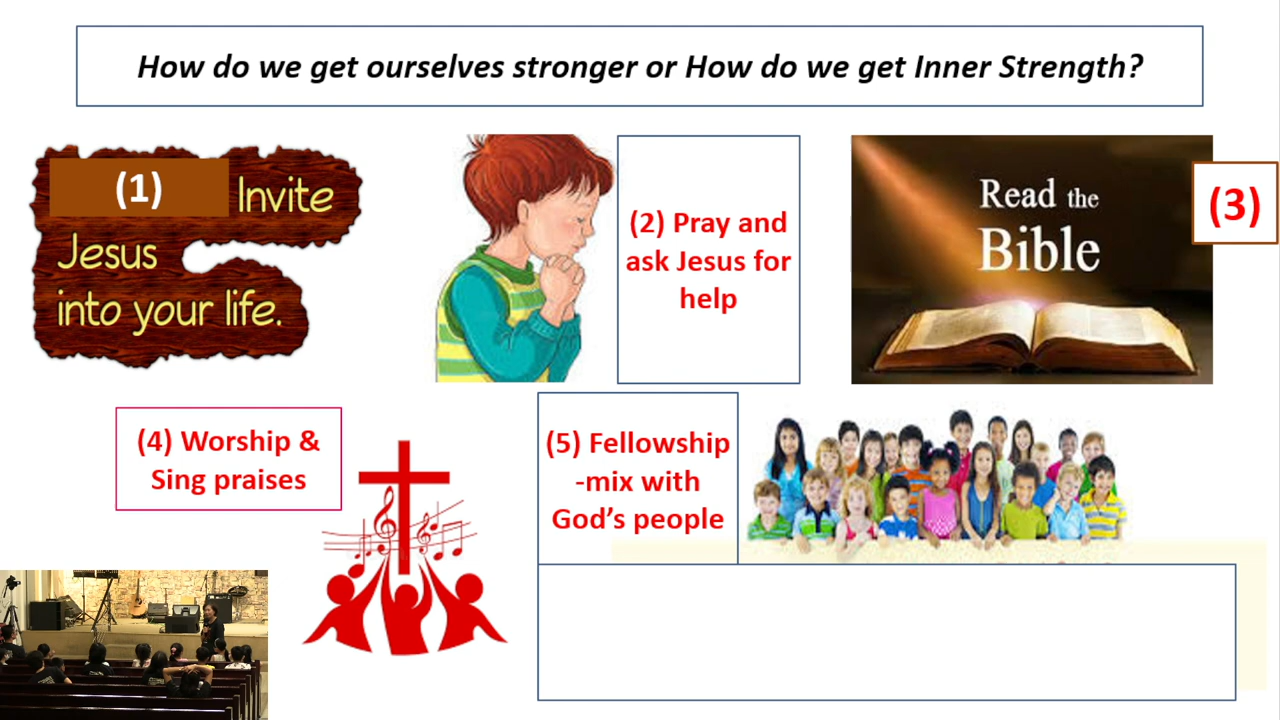 How do we get ourselves stronger or How do we get Inner Strength?
(1) Invite
Jesus
into your life.
(2) Pray and
ask Jesus for
help
Read the
Bible
(3)
(4) Worship &
Sing praises
(5) Fellowship
-mix with
God’s people